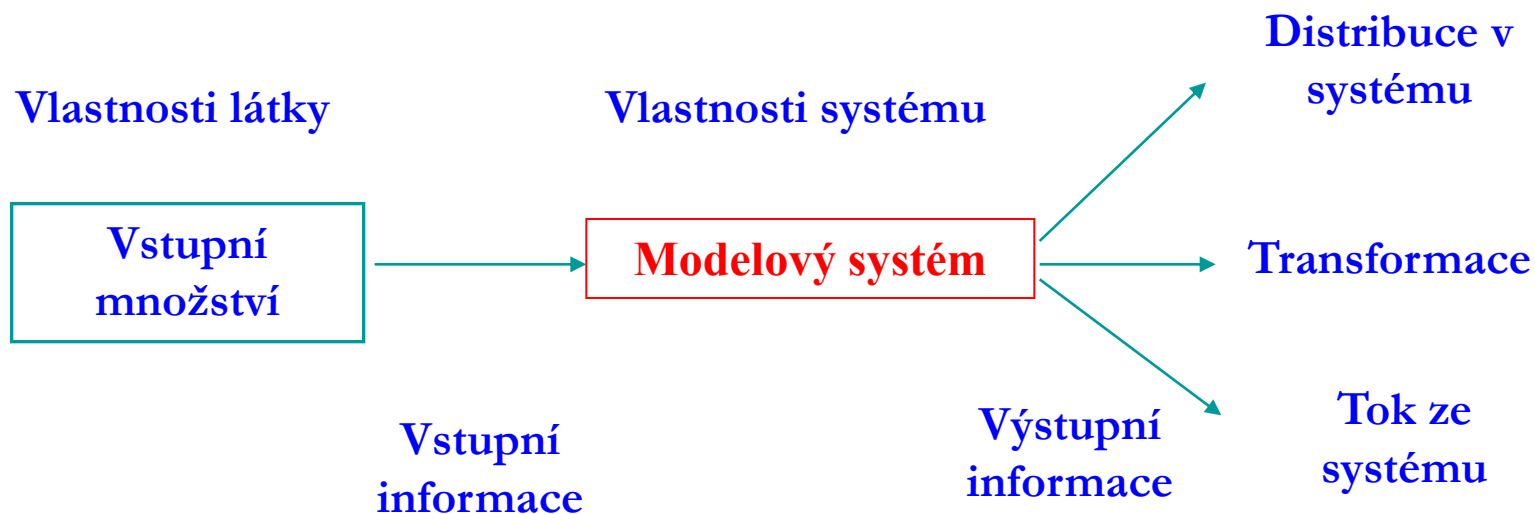 Vlastnosti látky
Vlastnosti systému
Distribuce v
systému
Vstupní
množství
Modelový systém
Transformace
Vstupní
informace
Výstupní
informace
Tok ze
systému